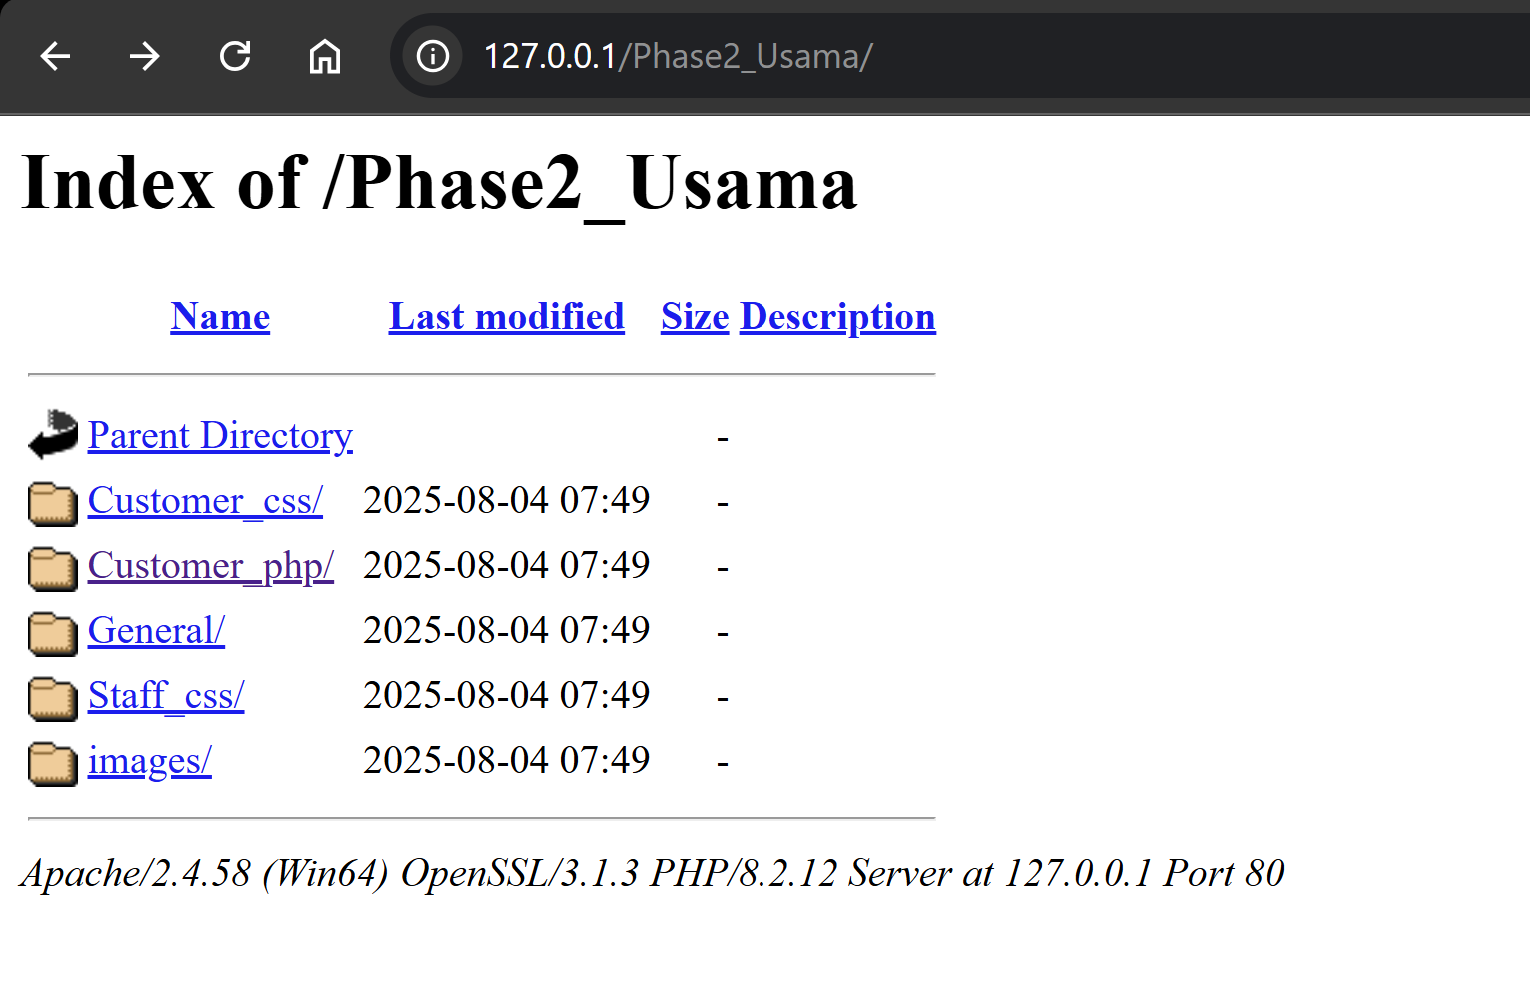 127.0.0.1/Phase2_Usama/
Index of /Phase2_Usama
Name Last modified Size Description
Parent Directory -
Customer_css/ 2025-08-04 07:49 -
Customer_php/ 2025-08-04 07:49 -
General/ 2025-08-04 07:49 -
Staff_css/ 2025-08-04 07:49 -
images/ 2025-08-04 07:49 -
Apache/2.4.58 (Win64) OpenSSL/3.1.3 PHP/8.2.12 Server at 127.0.0.1 Port 80